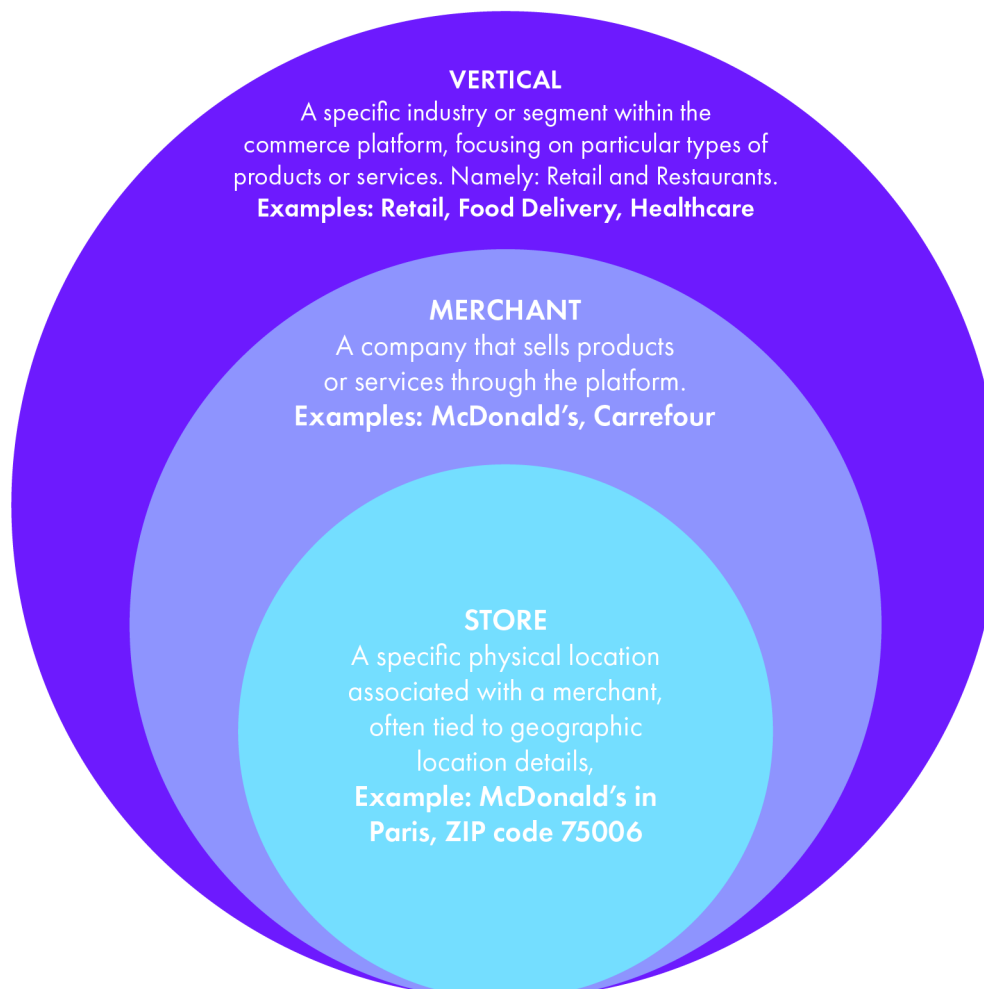 VERTICAL
A specific industry or segment within the
commerce platform, focusing on particular types of
products or services. Namely: Retail and Restaurants.
Examples: Retail, Food Delivery, Healthcare
MERCHANT
A company that sells products
or services through the platform.
Examples: McDonald’s, Carrefour
STORE
A specific physical location
associated with a merchant,
often tied to geographic
location details,
Example: McDonald’s in
Paris, ZIP code 75006